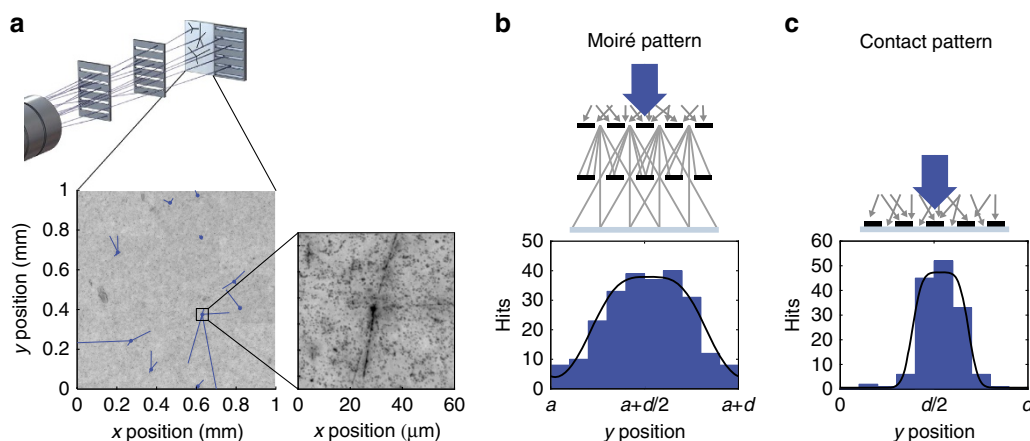 a
1
0.8
0.6
0.4
0.2
0
0 0.2 0.4 0.6 0.8 1
y position (mm)
x position (mm)
0 20 40 60
x position (μm)
b
Moiré pattern
50
40
30
20
10
0
Hits
a a+d/2 a+d
y position
c
Contact pattern
60
50
40
30
20
10
0
Hits
0 d/2
y position